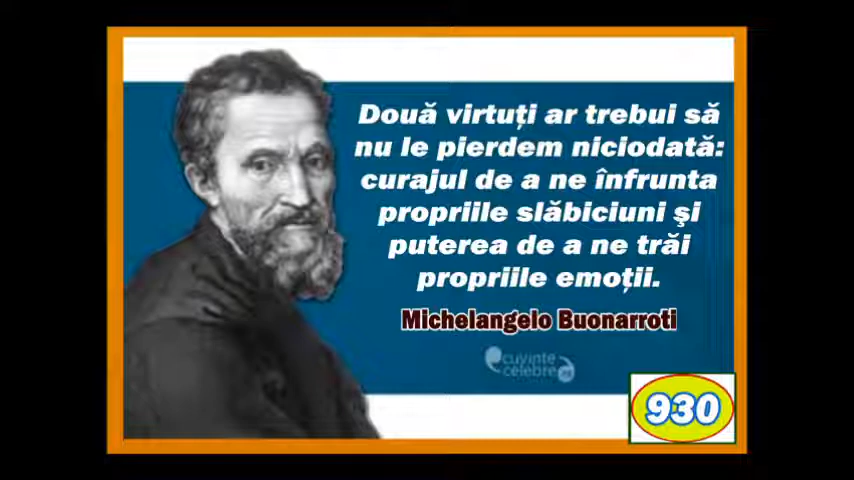 Două virtuți ar trebui să
nu le pierdem niciodată:
curajul de a ne înfrunta
propriile slăbiciuni şi
puterea de a ne trăi
propriile emoții.
Michelangelo Buonarroti
cuvinte
celebre
930